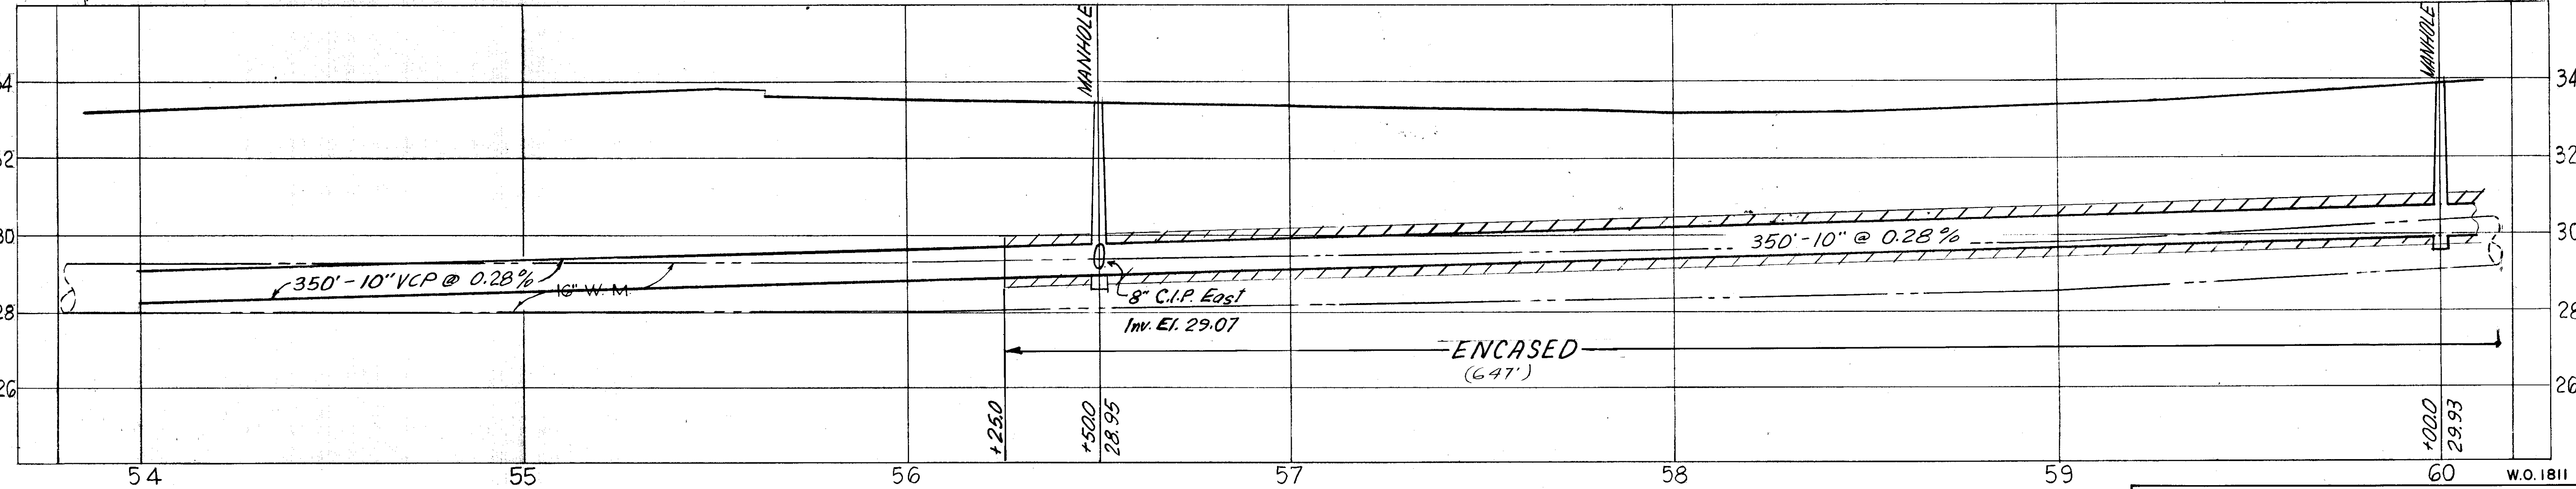 MANHOLE
MANHOLE
34
34
32
32
30
30
350'-10" @ 0.28%
350'-10" VCP @ 0.28%
16" W. M.
8" C.I.P. East
Inv. El. 29.07
28
28
ENCASED
(647')
26
26
+25.0
+50.0
28.95
+00.0
29.93
54
55
56
57
58
59
60
W.O. 1811